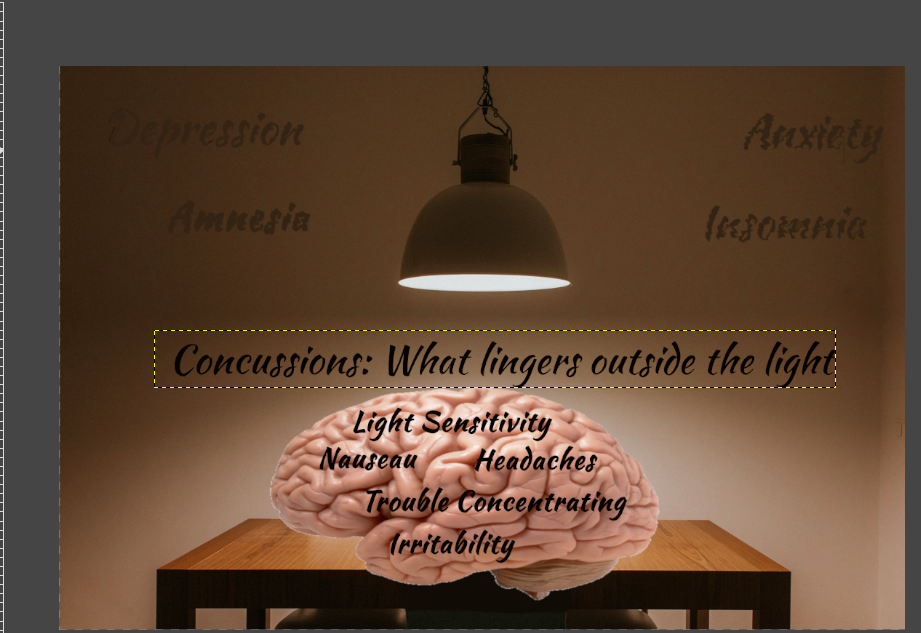 Depression
Anxiety
Amnesia
Insomnia
Concussions: What lingers outside the light
Light Sensitivity
Nauseau Headaches
Trouble Concentrating
Irritability